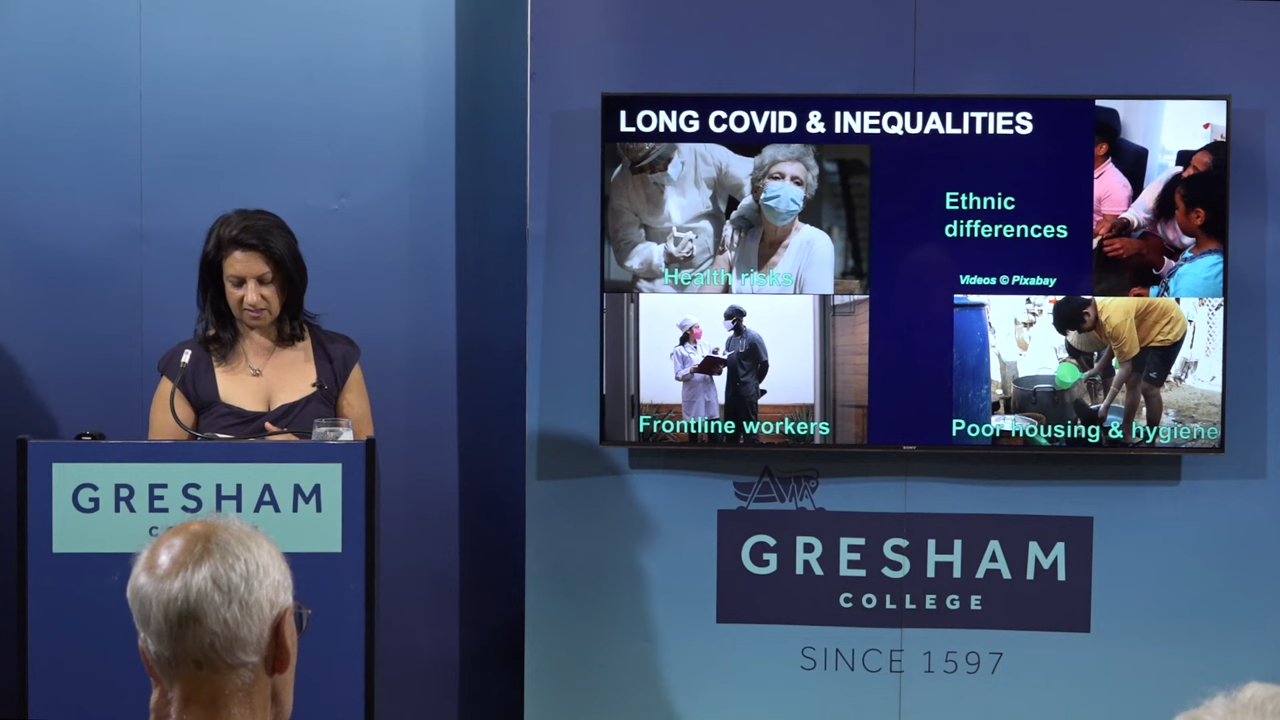 LONG COVID & INEQUALITIES
Ethnic
differences
Health risks
Videos © Pixabay
Frontline workers
Poor housing & hygiene
SONY
GRESHAM
GRESHAM
COLLEGE
SINCE 1597